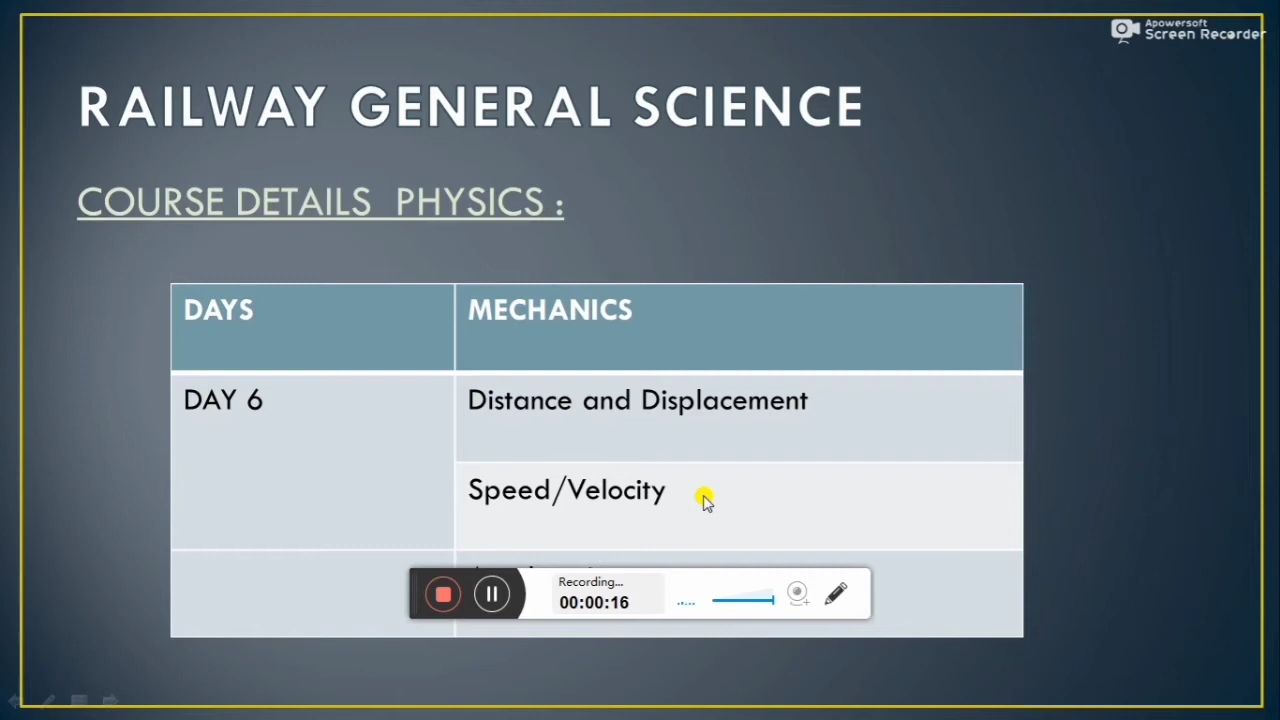 Apowersoft
Screen Recorder
RAILWAY GENERAL SCIENCE
COURSE DETAILS PHYSICS :
DAYS
MECHANICS
DAY 6
Distance and Displacement
Speed/Velocity
Recording...
00:00:16